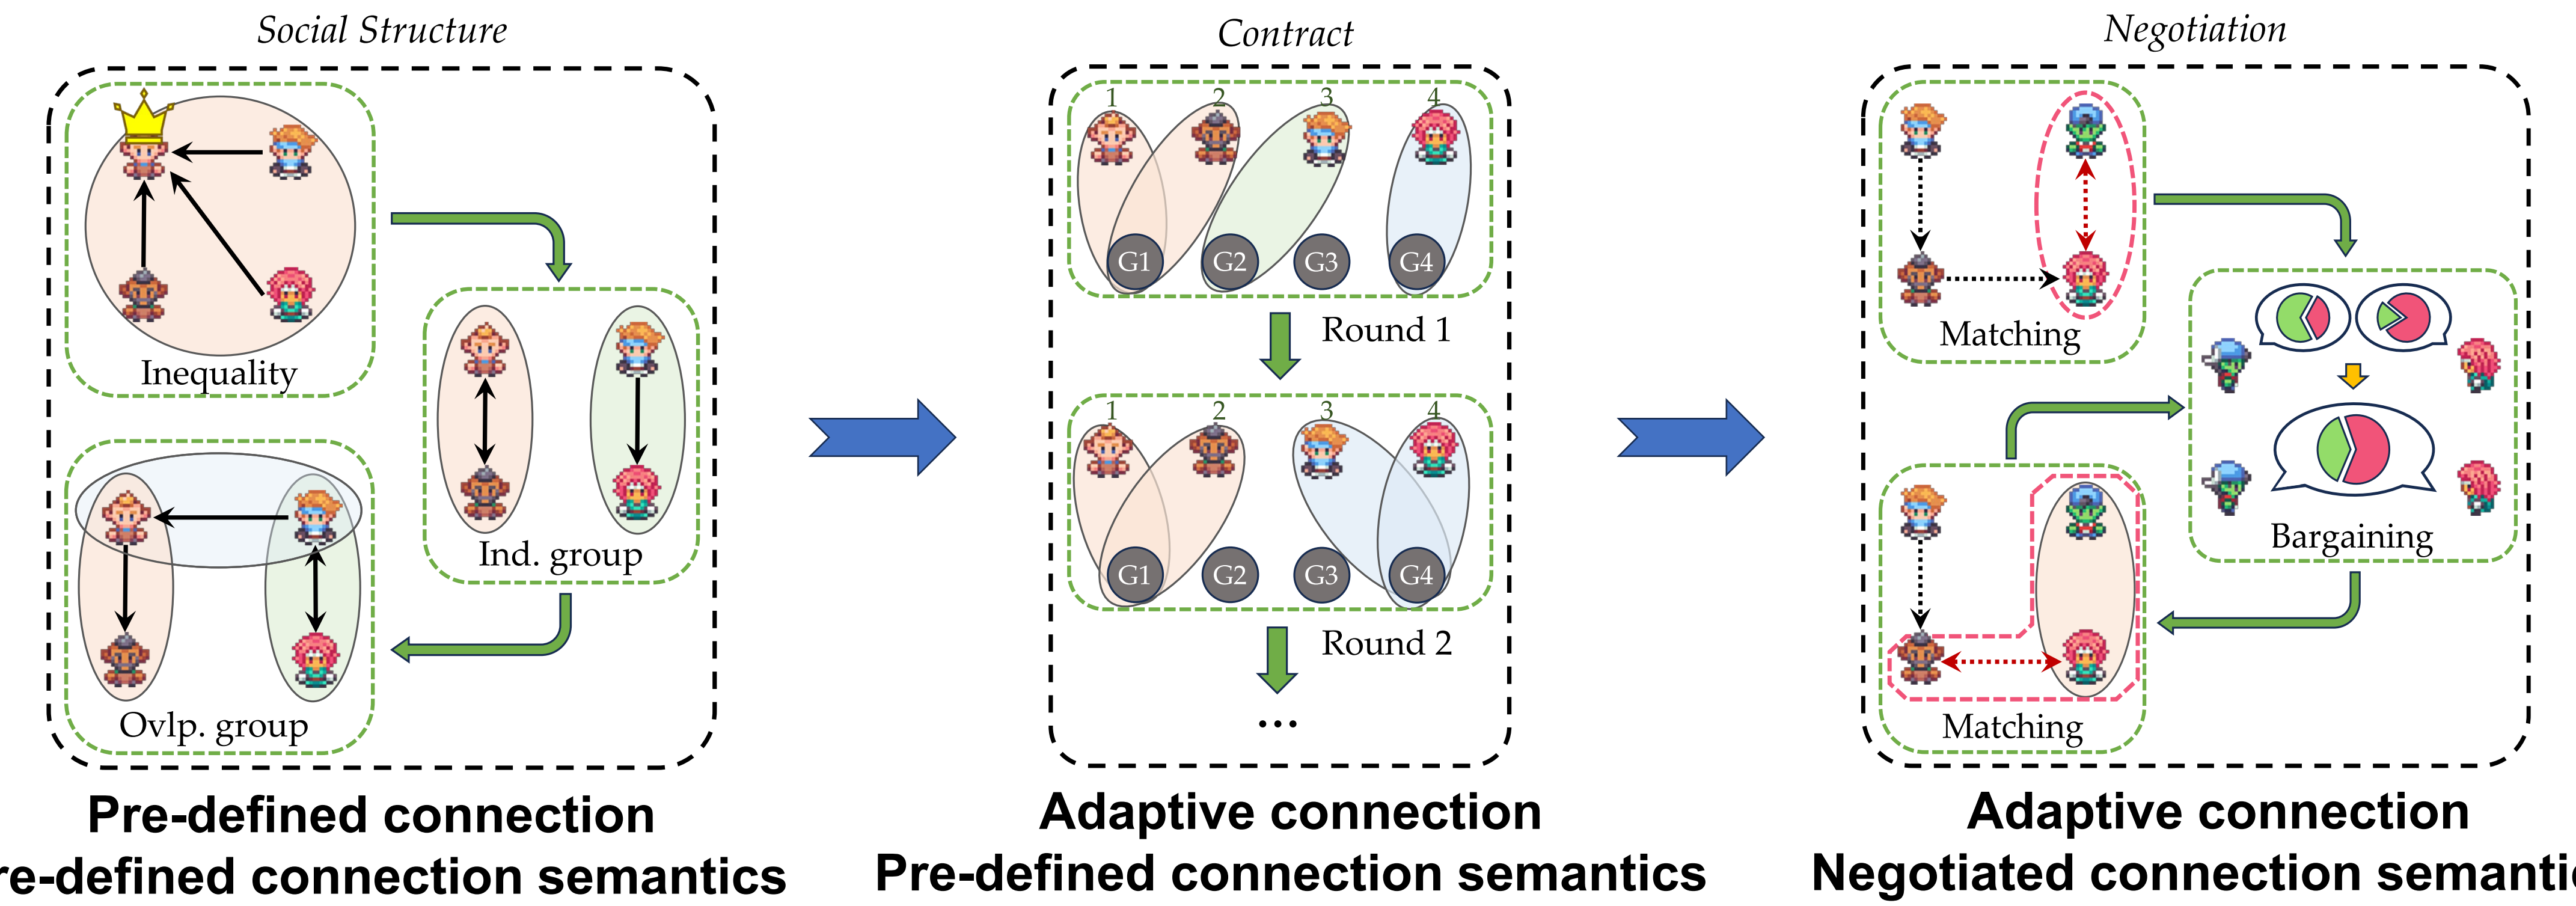 Social Structure
Inequality
Ind. group
Ovlp. group
Pre-defined connection
re-defined connection semantics
Contract
1 2 3 4
G1 G2 G3 G4
Round 1
1 2 3 4
G1 G2 G3 G4
Round 2
...
Adaptive connection
Pre-defined connection semantics
Negotiation
Matching
Bargaining
Matching
Adaptive connection
Negotiated connection semanti